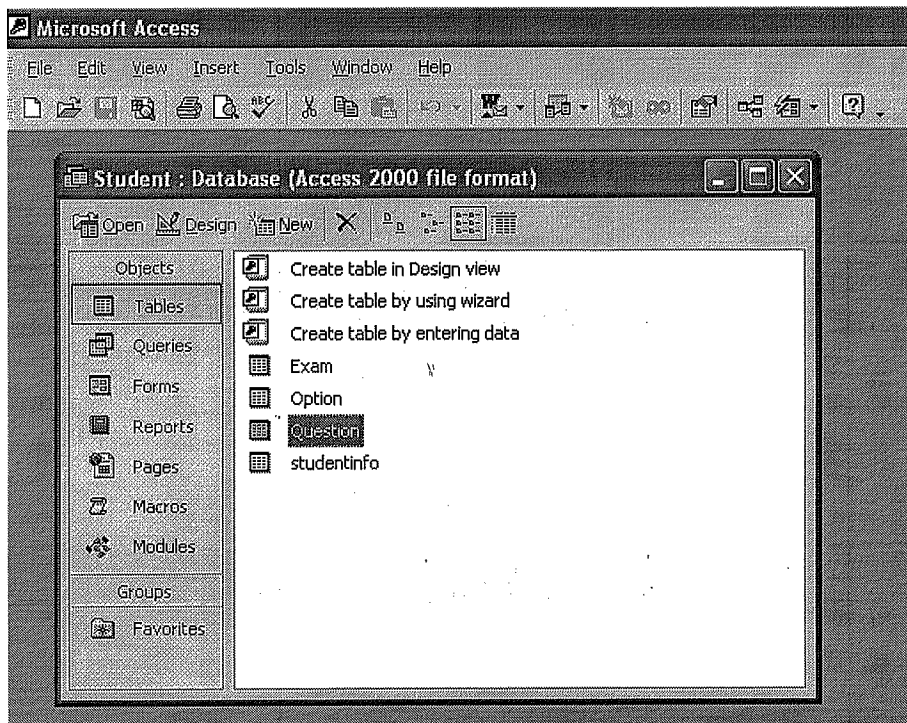 Microsoft Access
File Edit View Insert Tools Window Help
Student : Database (Access 2000 file format)
Open Design New
Objects
Tables
Queries
Forms
Reports
Pages
Macros
Modules
Groups
Favorites
Create table in Design view
Create table by using wizard
Create table by entering data
Exam
Option
Question
studentinfo